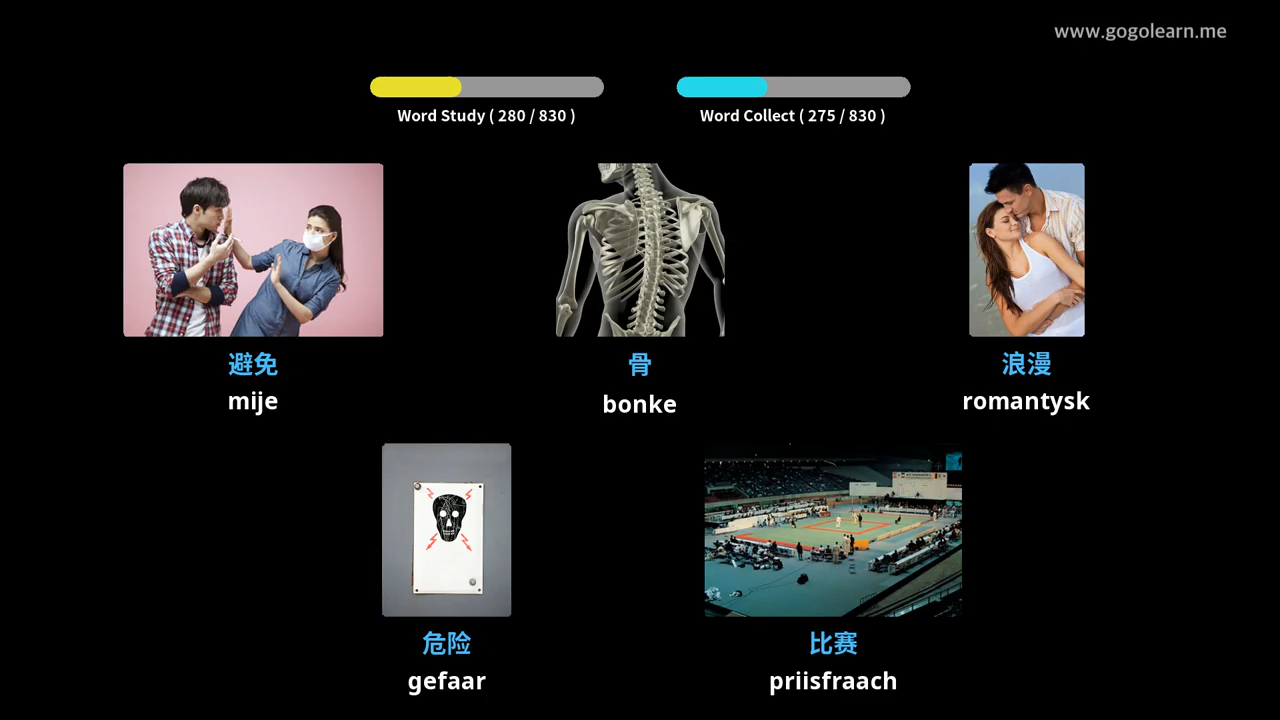 www.gogolearn.me
Word Study ( 280 / 830 )
Word Collect ( 275 / 830 )
避免
mije
骨
bonke
浪漫
romantysk
危险
gefaar
比赛
priisfraach